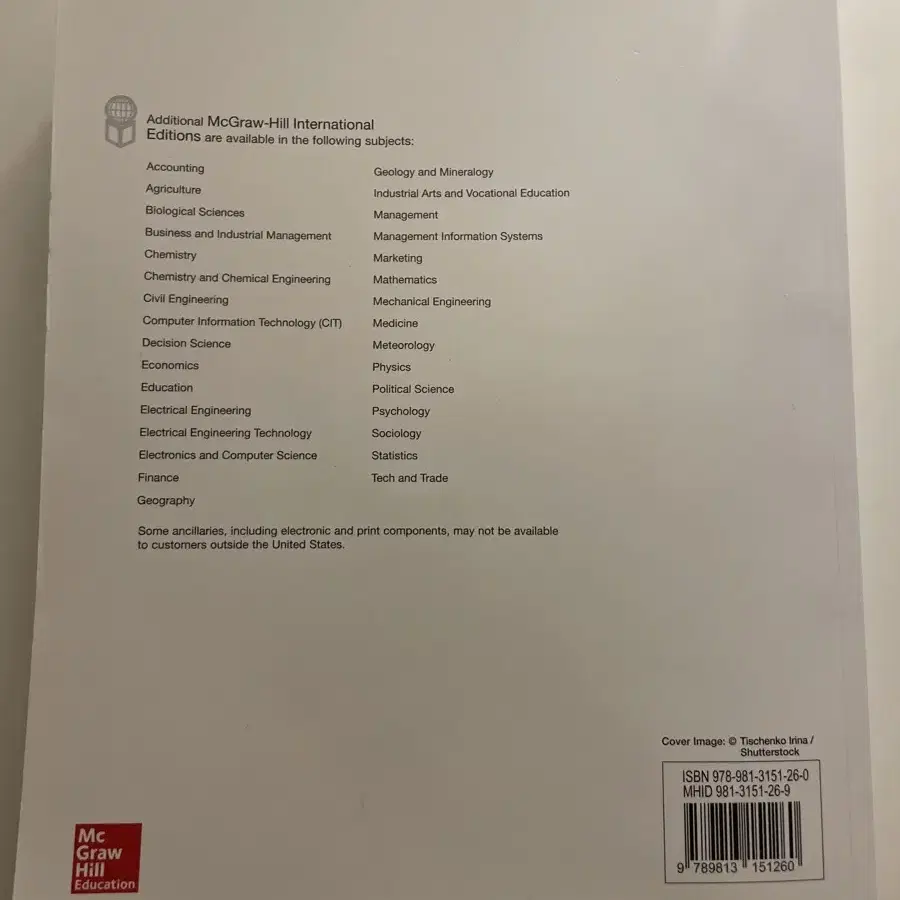 Additional McGraw-Hill International
Editions are available in the following subjects:
Accounting
Agriculture
Biological Sciences
Business and Industrial Management
Chemistry
Chemistry and Chemical Engineering
Civil Engineering
Computer Information Technology (CIT)
Decision Science
Economics
Education
Electrical Engineering
Electrical Engineering Technology
Electronics and Computer Science
Finance
Geography
Geology and Mineralogy
Industrial Arts and Vocational Education
Management
Management Information Systems
Marketing
Mathematics
Mechanical Engineering
Medicine
Meteorology
Physics
Political Science
Psychology
Sociology
Statistics
Tech and Trade
Some ancillaries, including electronic and print components, may not be available
to customers outside the United States.
Cover Image: © Tischenko Irina /
Shutterstock
ISBN 978-981-3151-26-0
MHID 981-3151-26-9
9 789813 151260
Mc
Graw
Hill
Education